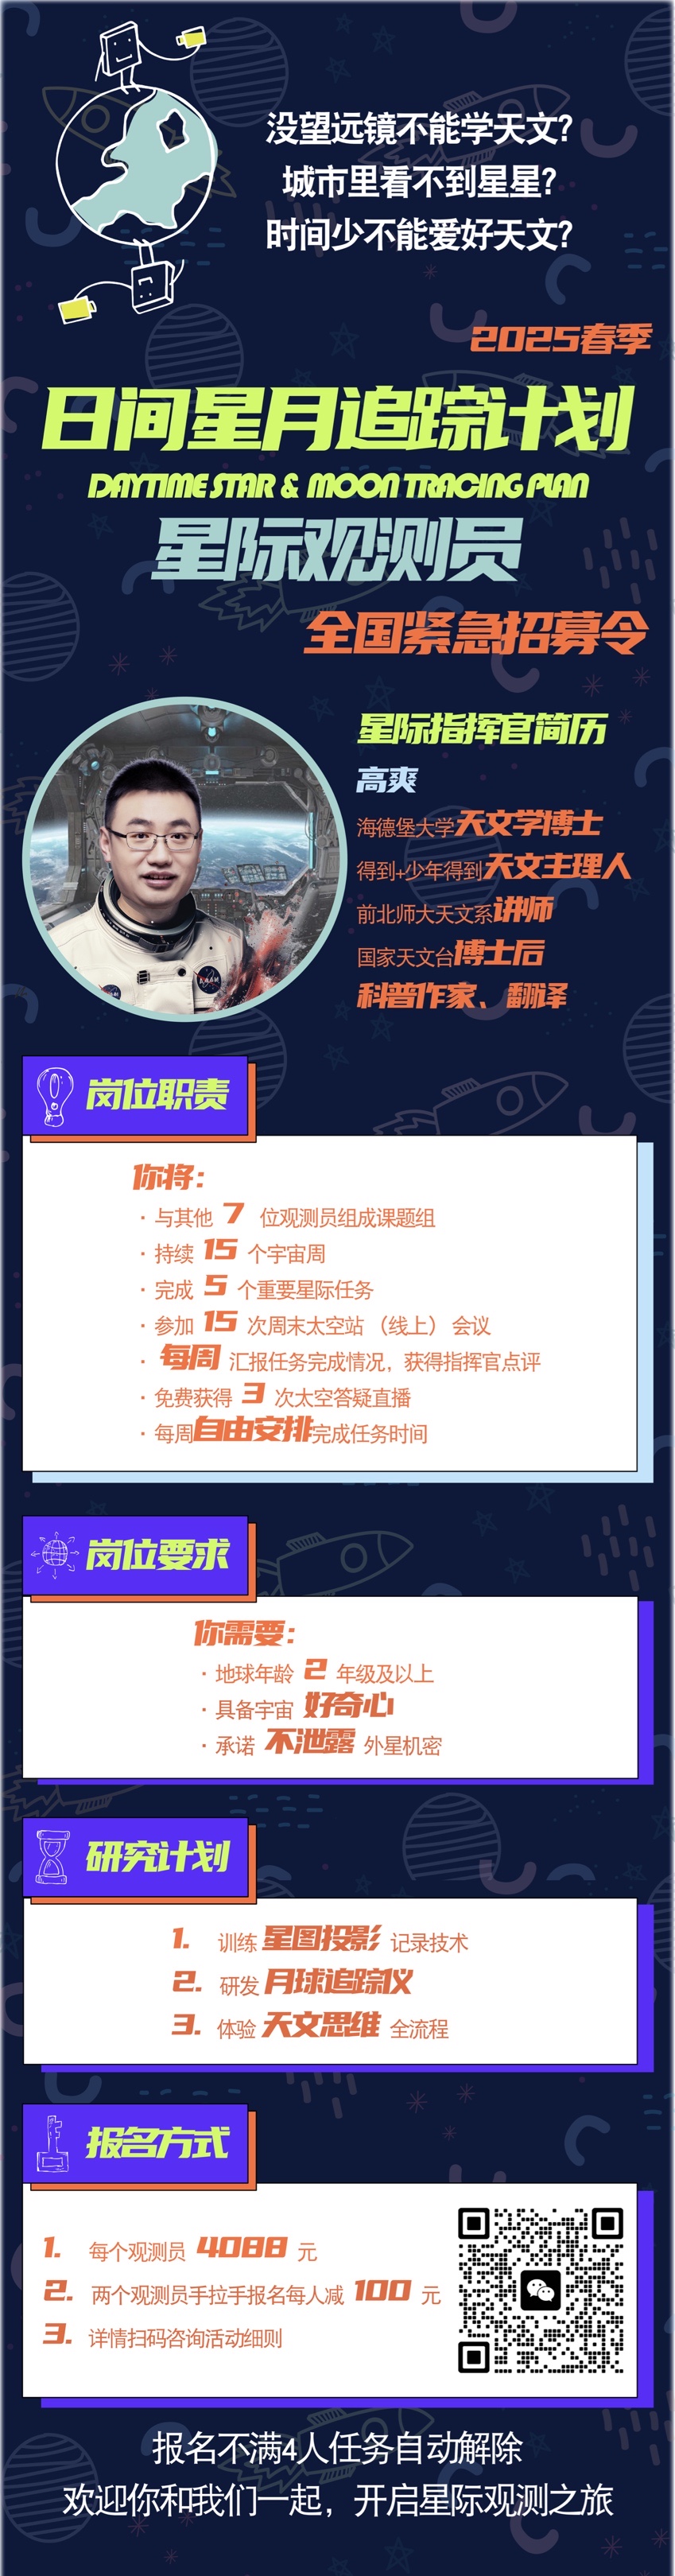 没望远镜不能学天文?
城市里看不到星星?
时间少不能爱好天文?
2025春季
日间星月追踪计划
DAYTIME STAR & MOON TRACING PLAN
星际观测员
全国紧急招募令
星际指挥官简历
高爽
海德堡大学天文学博士
得到+少年得到天文主理人
前北师大天文系讲师
国家天文台博士后
科普作家、翻译
岗位职责
你将：
· 与其他 7 位观测员组成课题组
· 持续 15 个宇宙周
· 完成 5 个重要星际任务
· 参加 15 次周末太空站（线上）会议
· 每周 汇报任务完成情况，获得指挥官点评
· 免费获得 3 次太空答疑直播
· 每周自由安排完成任务时间
岗位要求
你需要：
· 地球年龄 2 年级及以上
· 具备宇宙 好奇心
· 承诺 不泄露 外星机密
研究计划
1. 训练 星图投影 记录技术
2. 研发 月球追踪仪
3. 体验 天文思维 全流程
报名方式
1. 每个观测员 4088 元
2. 两个观测员手拉手报名每人减 100 元
3. 详情扫码咨询活动细则
报名不满4人任务自动解除
欢迎你和我们一起，开启星际观测之旅